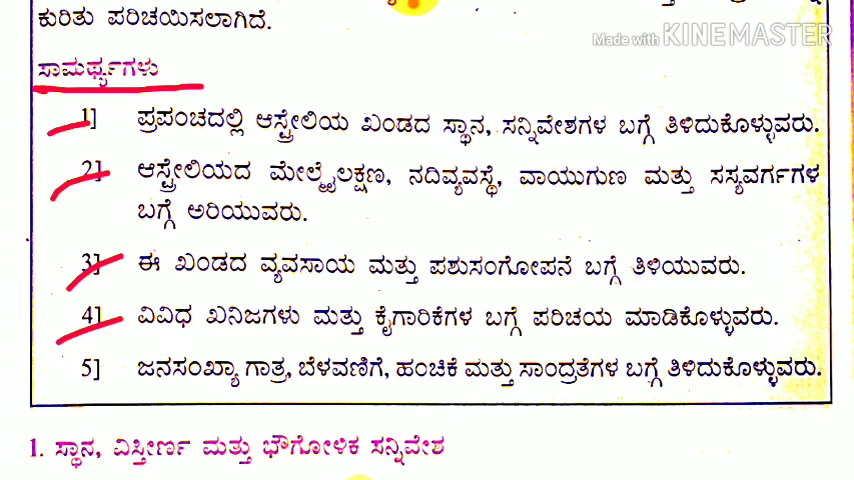 ಕುರಿತು ಪರಿಚಯಿಸಲಾಗಿದೆ.
Made with KINEMASTER
ಸಾಮರ್ಥ್ಯಗಳು
1] ಪ್ರಪಂಚದಲ್ಲಿ ಆಸ್ಟ್ರೇಲಿಯ ಖಂಡದ ಸ್ಥಾನ, ಸನ್ನಿವೇಶಗಳ ಬಗ್ಗೆ ತಿಳಿದುಕೊಳ್ಳುವರು.
2] ಆಸ್ಟ್ರೇಲಿಯದ ಮೇಲ್ಮೈಲಕ್ಷಣ, ನದಿವ್ಯವಸ್ಥೆ, ವಾಯುಗುಣ ಮತ್ತು ಸಸ್ಯವರ್ಗಗಳ
ಬಗ್ಗೆ ಅರಿಯುವರು.
3] ಈ ಖಂಡದ ವ್ಯವಸಾಯ ಮತ್ತು ಪಶುಸಂಗೋಪನೆ ಬಗ್ಗೆ ತಿಳಿಯುವರು.
4] ವಿವಿಧ ಖನಿಜಗಳು ಮತ್ತು ಕೈಗಾರಿಕೆಗಳ ಬಗ್ಗೆ ಪರಿಚಯ ಮಾಡಿಕೊಳ್ಳುವರು.
5] ಜನಸಂಖ್ಯಾ ಗಾತ್ರ, ಬೆಳವಣಿಗೆ, ಹಂಚಿಕೆ ಮತ್ತು ಸಾಂದ್ರತೆಗಳ ಬಗ್ಗೆ ತಿಳಿದುಕೊಳ್ಳುವರು.
1. ಸ್ಥಾನ, ವಿಸ್ತೀರ್ಣ ಮತ್ತು ಭೌಗೋಳಿಕ ಸನ್ನಿವೇಶ